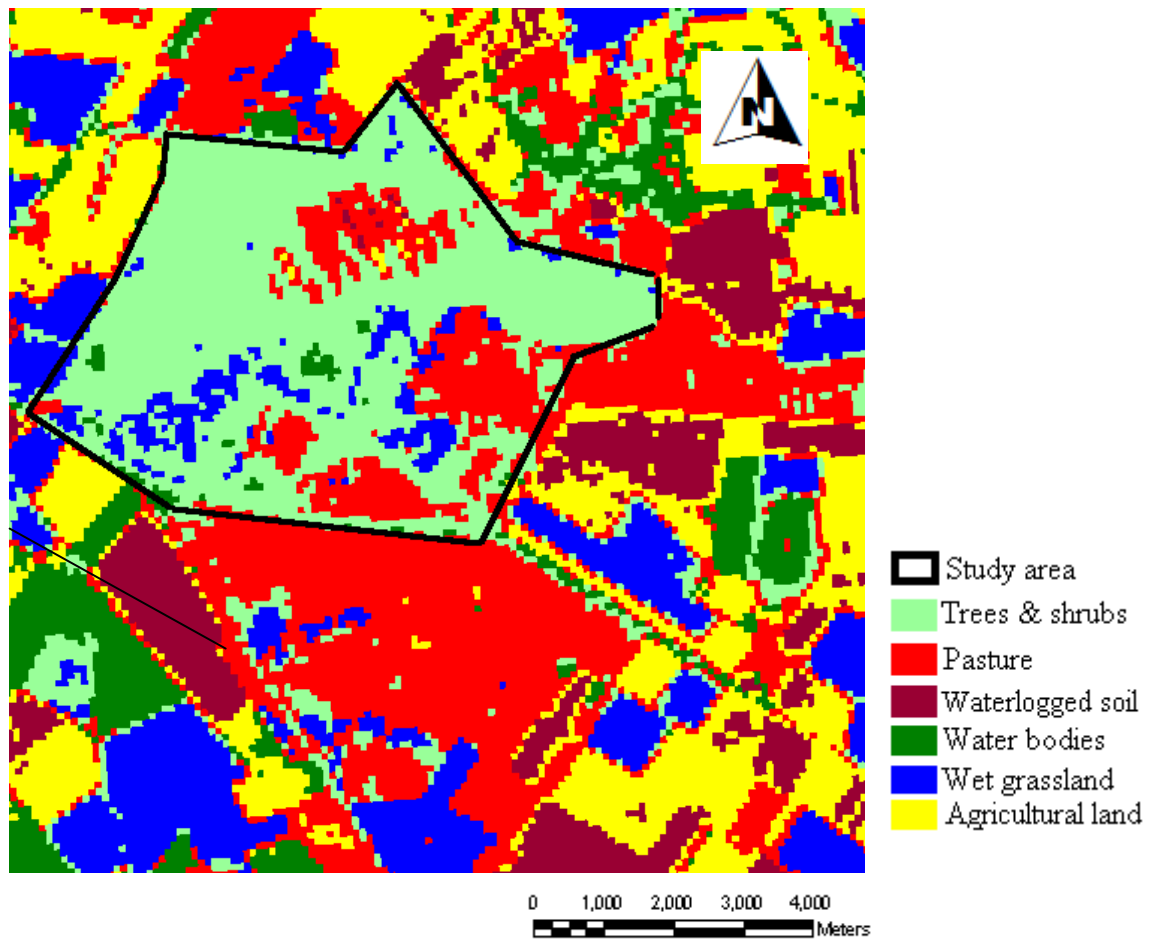 N
Study area
Trees & shrubs
Pasture
Waterlogged soil
Water bodies
Wet grassland
Agricultural land
0 1,000 2,000 3,000 4,000
Meters